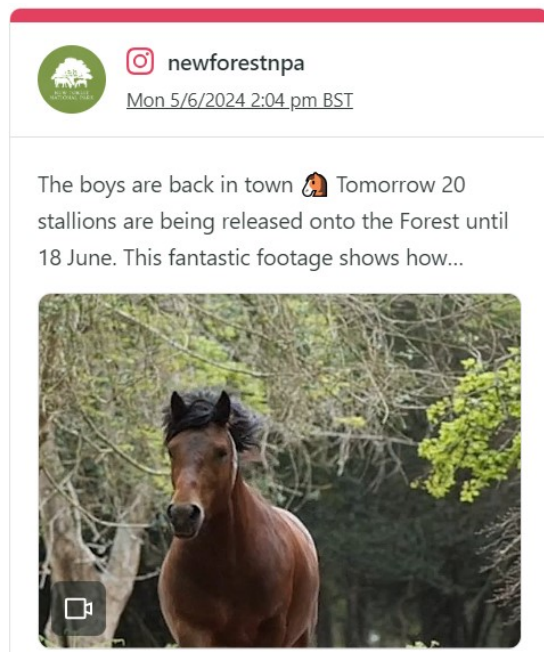 newforestnpa
Mon 5/6/2024 2:04 pm BST
The boys are back in town 🐴 Tomorrow 20
stallions are being released onto the Forest until
18 June. This fantastic footage shows how...